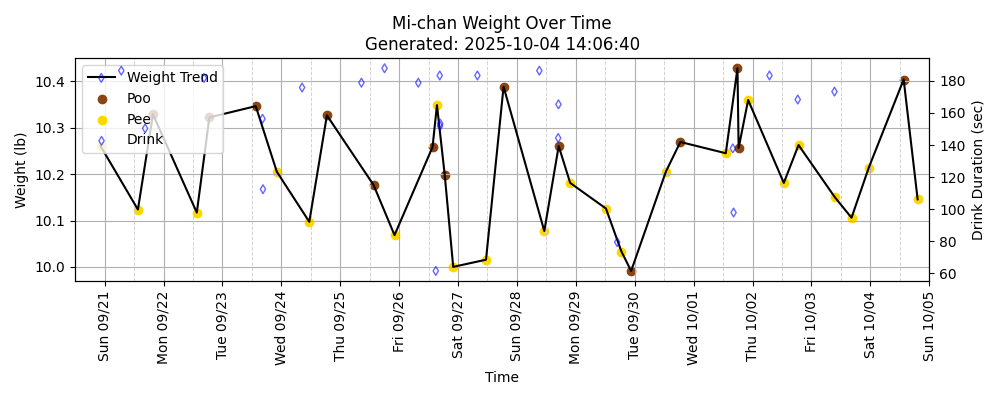 Mi-chan Weight Over Time
Generated: 2025-10-04 14:06:40
Weight Trend
Poo
Pee
Drink
Weight (lb)
10.4
10.3
10.2
10.1
10.0
Drink Duration (sec)
180
160
140
120
100
80
60
Sun 09/21
Mon 09/22
Tue 09/23
Wed 09/24
Thu 09/25
Fri 09/26
Sat 09/27
Sun 09/28
Mon 09/29
Tue 09/30
Wed 10/01
Thu 10/02
Fri 10/03
Sat 10/04
Sun 10/05
Time